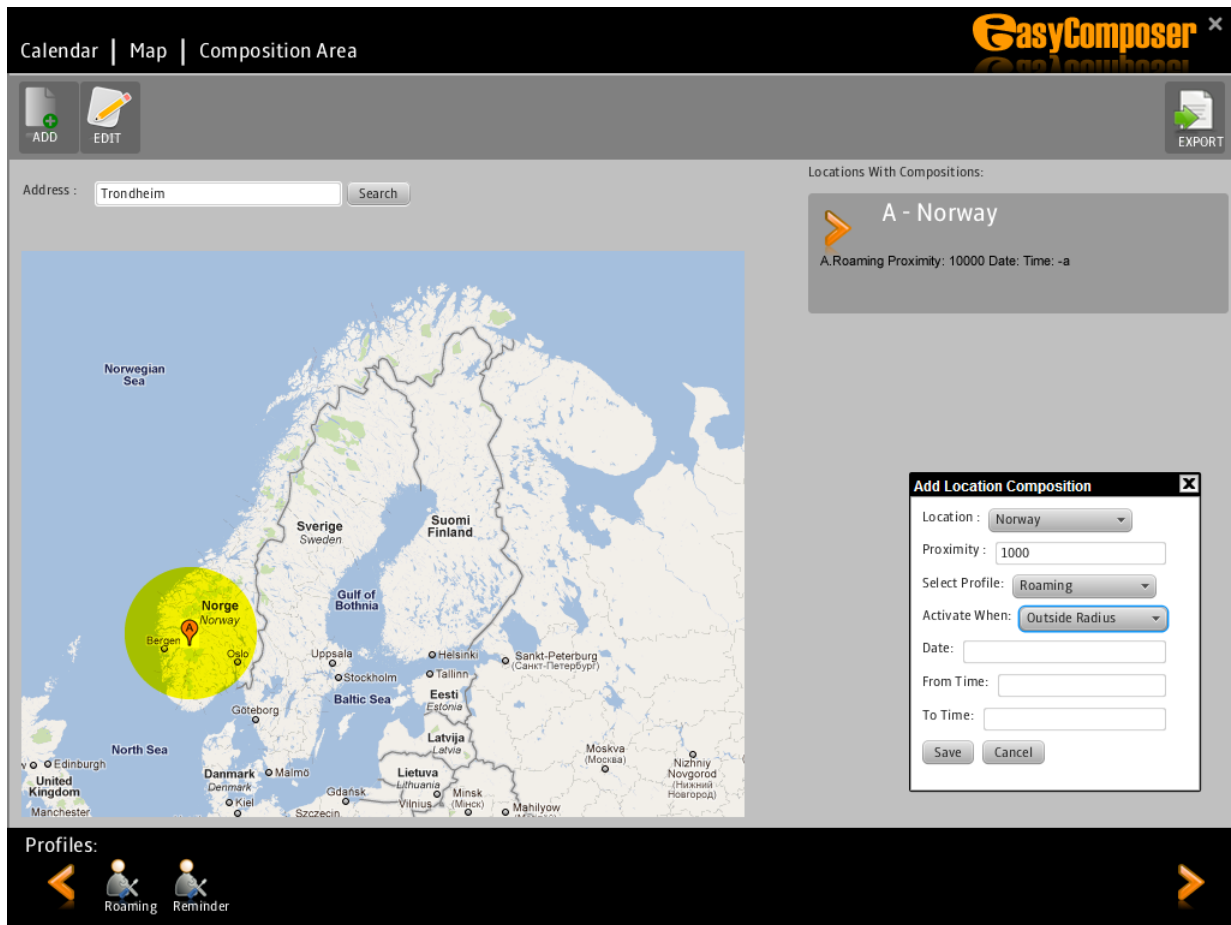 Calendar | Map | Composition Area
EasyComposer
ADD
EDIT
EXPORT
Address :
Trondheim
Search
Locations With Compositions:
A - Norway
A.Roaming Proximity: 10000 Date: Time: -a
Norwegian
Sea
Sverige
Sweden
Suomi
Finland
Gulf of
Bothnia
Norge
Norway
A
Bergen
Oslo
Uppsala
Helsinki
Sankt-Peterburg
(Санкт-Петербург)
Stockholm
Tallinn
Baltic Sea
Eesti
Estonia
Göteborg
Latvija
Latvia
North Sea
Moskva
(Москва)
Nizhniy
Novgorod
(Нижний
Новгород)
Edinburgh
United
Kingdom
Manchester
Danmark
Denmark
Malmö
Kiel
Lietuva
Lithuania
Vilnius
Gdańsk
Minsk
(Мінск)
Mahilyow
Szczecin
Add Location Composition
Location :
Norway
Proximity :
1000
Select Profile:
Roaming
Activate When:
Outside Radius
Date:
From Time:
To Time:
Save
Cancel
Profiles:
Roaming
Reminder